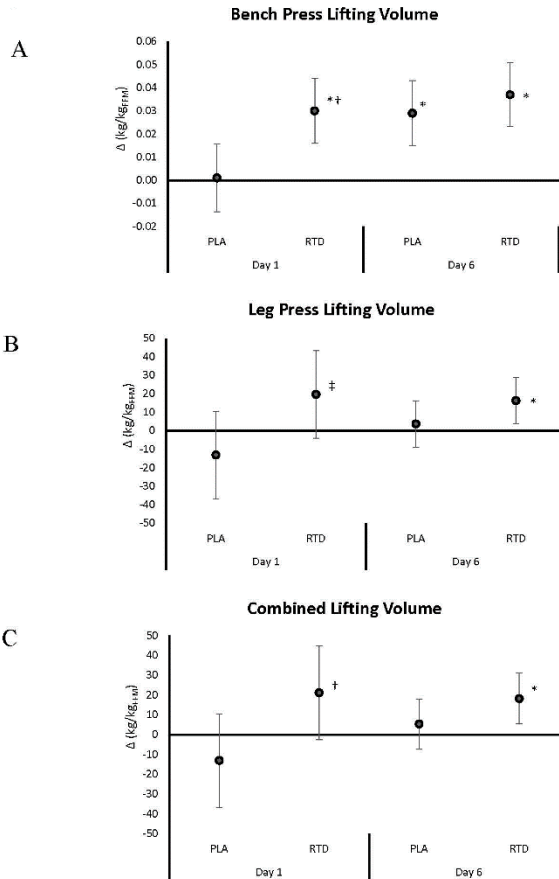 Bench Press Lifting Volume
A
Δ (kg/kgFFM)
0.06
0.05
0.04
0.03
0.02
0.01
0.00
-0.01
-0.02
*†
*
*
PLA RTD PLA RTD
Day 1 Day 6
Leg Press Lifting Volume
B
Δ (kg/kgFFM)
50
40
30
20
10
0
-10
-20
-30
-40
-50
‡
*
PLA RTD PLA RTD
Day 1 Day 6
Combined Lifting Volume
C
Δ (kg/kgFFM)
50
40
30
20
10
0
-10
-20
-30
-40
-50
†
*
PLA RTD PLA RTD
Day 1 Day 6